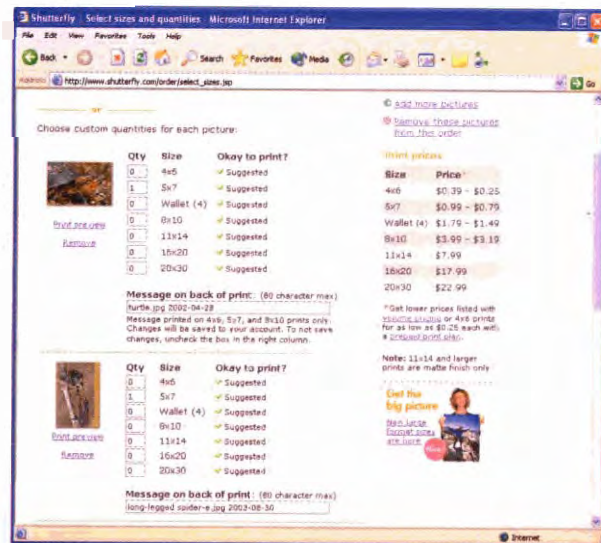 Shutterfly Select sizes and quantities Microsoft Internet Explorer
File Edit View Favorites Tools Help
Back Search Favorites Media
Address http://www.shutterfly.com/order/select_sizes.jsp Go
or
Choose custom quantities for each picture:
Qty Size Okay to print?
0 4x6 Suggested
1 5x7 Suggested
0 Wallet (4) Suggested
0 8x10 Suggested
0 11x14 Suggested
0 16x20 Suggested
0 20x30 Suggested
Print preview
Remove
Message on back of print: (60 character max)
turtle.jpg 2002-04-28
Message printed on 4x6, 5x7, and 8x10 prints only.
Changes will be saved to your account. To not save
changes, uncheck the box in the right column.
Qty Size Okay to print?
0 4x6 Suggested
1 5x7 Suggested
0 Wallet (4) Suggested
0 8x10 Suggested
0 11x14 Suggested
0 16x20 Suggested
0 20x30 Suggested
Print preview
Remove
Message on back of print: (60 character max)
long-legged spider-e.jpg 2003-08-30
Add more pictures
Remove these pictures
from this order
Print prices
Size Price*
4x6 $0.39 - $0.25
5x7 $0.99 - $0.79
Wallet (4) $1.79 - $1.49
8x10 $3.99 - $3.19
11x14 $7.99
16x20 $17.99
20x30 $22.99
*Get lower prices listed with
volume pricing or 4x6 prints
for as low as $0.25 each with
a prepaid print plan.
Note: 11x14 and larger
prints are matte finish only
Get the
big picture
New large
format sizes
are here
Internet